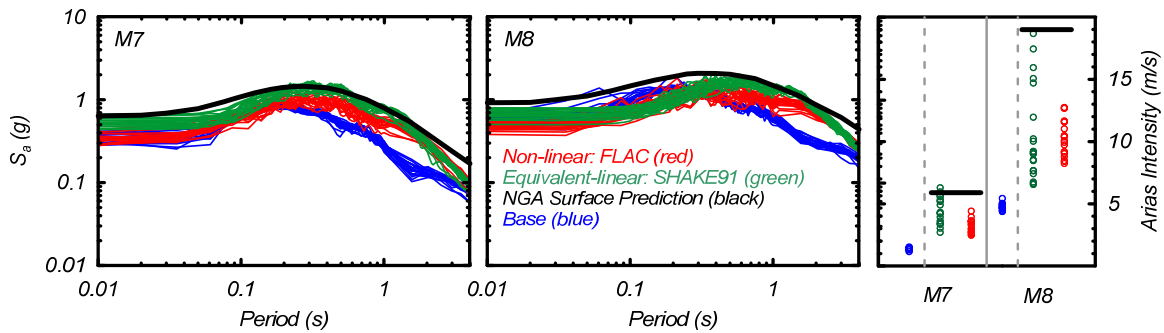 M7
M8
S_a (g)
10
1
0.1
0.01
0.01
0.1
1
Period (s)
Non-linear: FLAC (red)
Equivalent-linear: SHAKE91 (green)
NGA Surface Prediction (black)
Base (blue)
0.01
0.1
1
Period (s)
15
10
5
Arias Intensity (m/s)
M7
M8